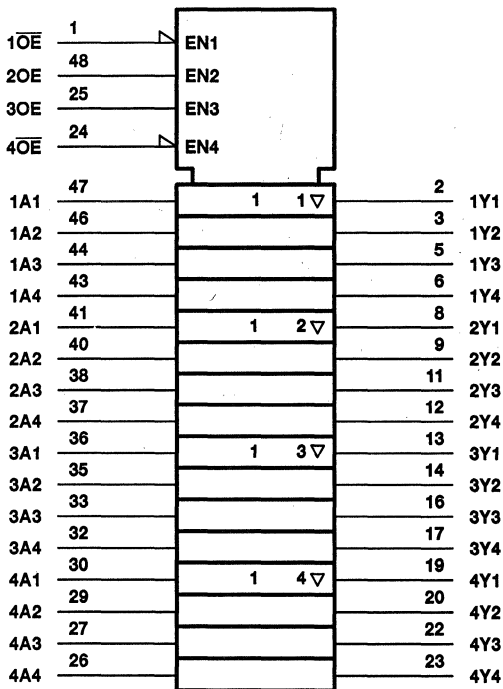 1O̅E̅ 1 EN1
2OE 48 EN2
3OE 25 EN3
4O̅E̅ 24 EN4
1A1 47 1 1 ▽ 2 1Y1
1A2 46 3 1Y2
1A3 44 5 1Y3
1A4 43 6 1Y4
2A1 41 1 2 ▽ 8 2Y1
2A2 40 9 2Y2
2A3 38 11 2Y3
2A4 37 12 2Y4
3A1 36 1 3 ▽ 13 3Y1
3A2 35 14 3Y2
3A3 33 16 3Y3
3A4 32 17 3Y4
4A1 30 1 4 ▽ 19 4Y1
4A2 29 20 4Y2
4A3 27 22 4Y3
4A4 26 23 4Y4